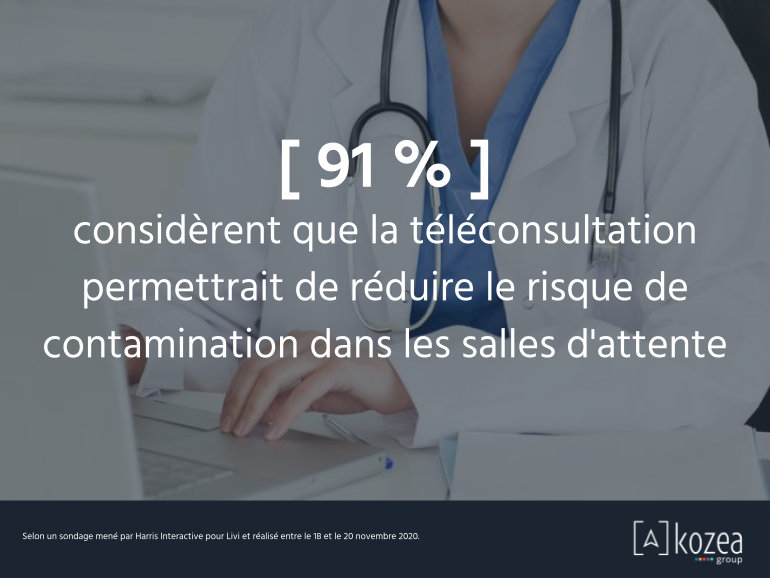 [ 91 % ]
considèrent que la téléconsultation
permettrait de réduire le risque de
contamination dans les salles d'attente
Selon un sondage mené par Harris Interactive pour Livi et réalisé entre le 18 et le 20 novembre 2020.
[A] kozea
group